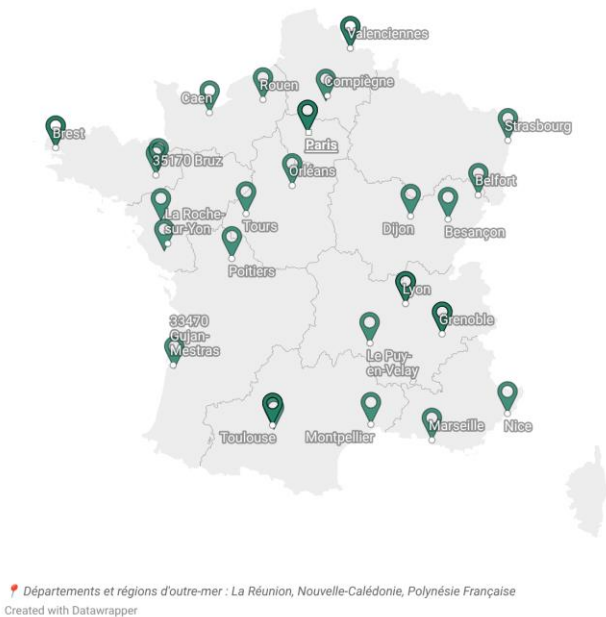 Valenciennes
Rouen
Compiègne
Caen
Paris
Strasbourg
Brest
35170 Bruz
Orléans
Belfort
La Roche-
sur-Yon
Tours
Dijon
Besançon
Poitiers
Lyon
33470
Gujan-
Mestras
Grenoble
Le Puy-
en-Velay
Toulouse
Montpellier
Marseille
Nice
Départements et régions d'outre-mer : La Réunion, Nouvelle-Calédonie, Polynésie Française
Created with Datawrapper